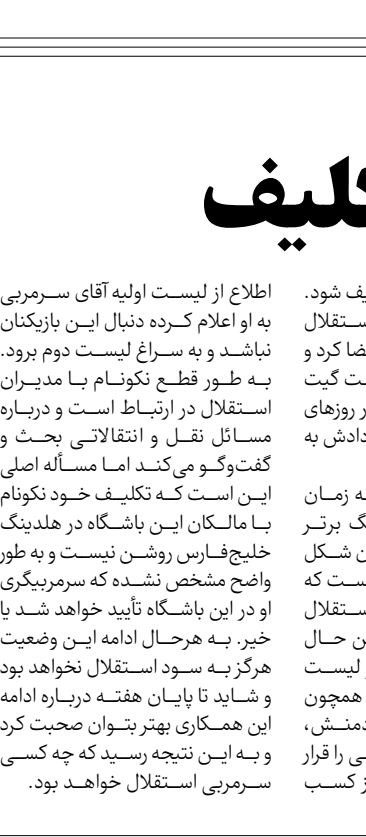 کلیف
یف شود.
ستقلال
ضا کرد و
ت گیت
ر روزهای
دادش به
ه زمان
گ برتر
ن شکل
ست که
ستقلال
ن حال
ر لیست
همچون
دمنش،
ی را قرار
ز کسب
اطلاع از لیست اولیه آقای سرمربی
به او اعلام کرده دنبال این بازیکنان
نباشد و به سراغ لیست دوم برود.
به طور قطع نکونام با مدیران
استقلال در ارتباط است و درباره
مسائل نقل و انتقالاتی بحث و
گفت‌وگو می‌کند اما مسأله اصلی
این است که تکلیف خود نکونام
با مالکان این باشگاه در هلدینگ
خلیج‌فارس روشن نیست و به طور
واضح مشخص نشده که سرمربیگری
او در این باشگاه تأیید خواهد شد یا
خیر. به هرحال ادامه این وضعیت
هرگز به سود استقلال نخواهد بود
و شاید تا پایان هفته درباره ادامه
این همکاری بهتر بتوان صحبت کرد
و به این نتیجه رسید که چه کسی
سرمربی استقلال خواهد بود.